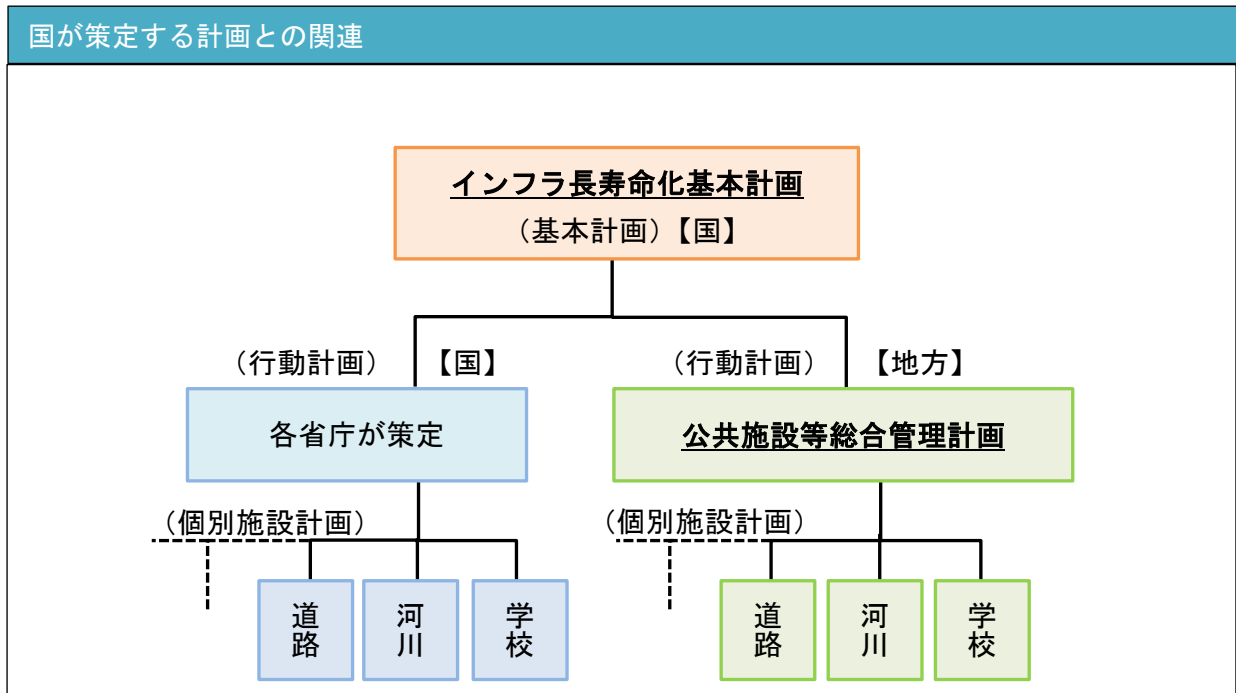 国が策定する計画との関連
インフラ長寿命化基本計画
（基本計画）【国】
（行動計画） 【国】
（行動計画） 【地方】
各省庁が策定
公共施設等総合管理計画
（個別施設計画）
（個別施設計画）
道路
河川
学校
道路
河川
学校